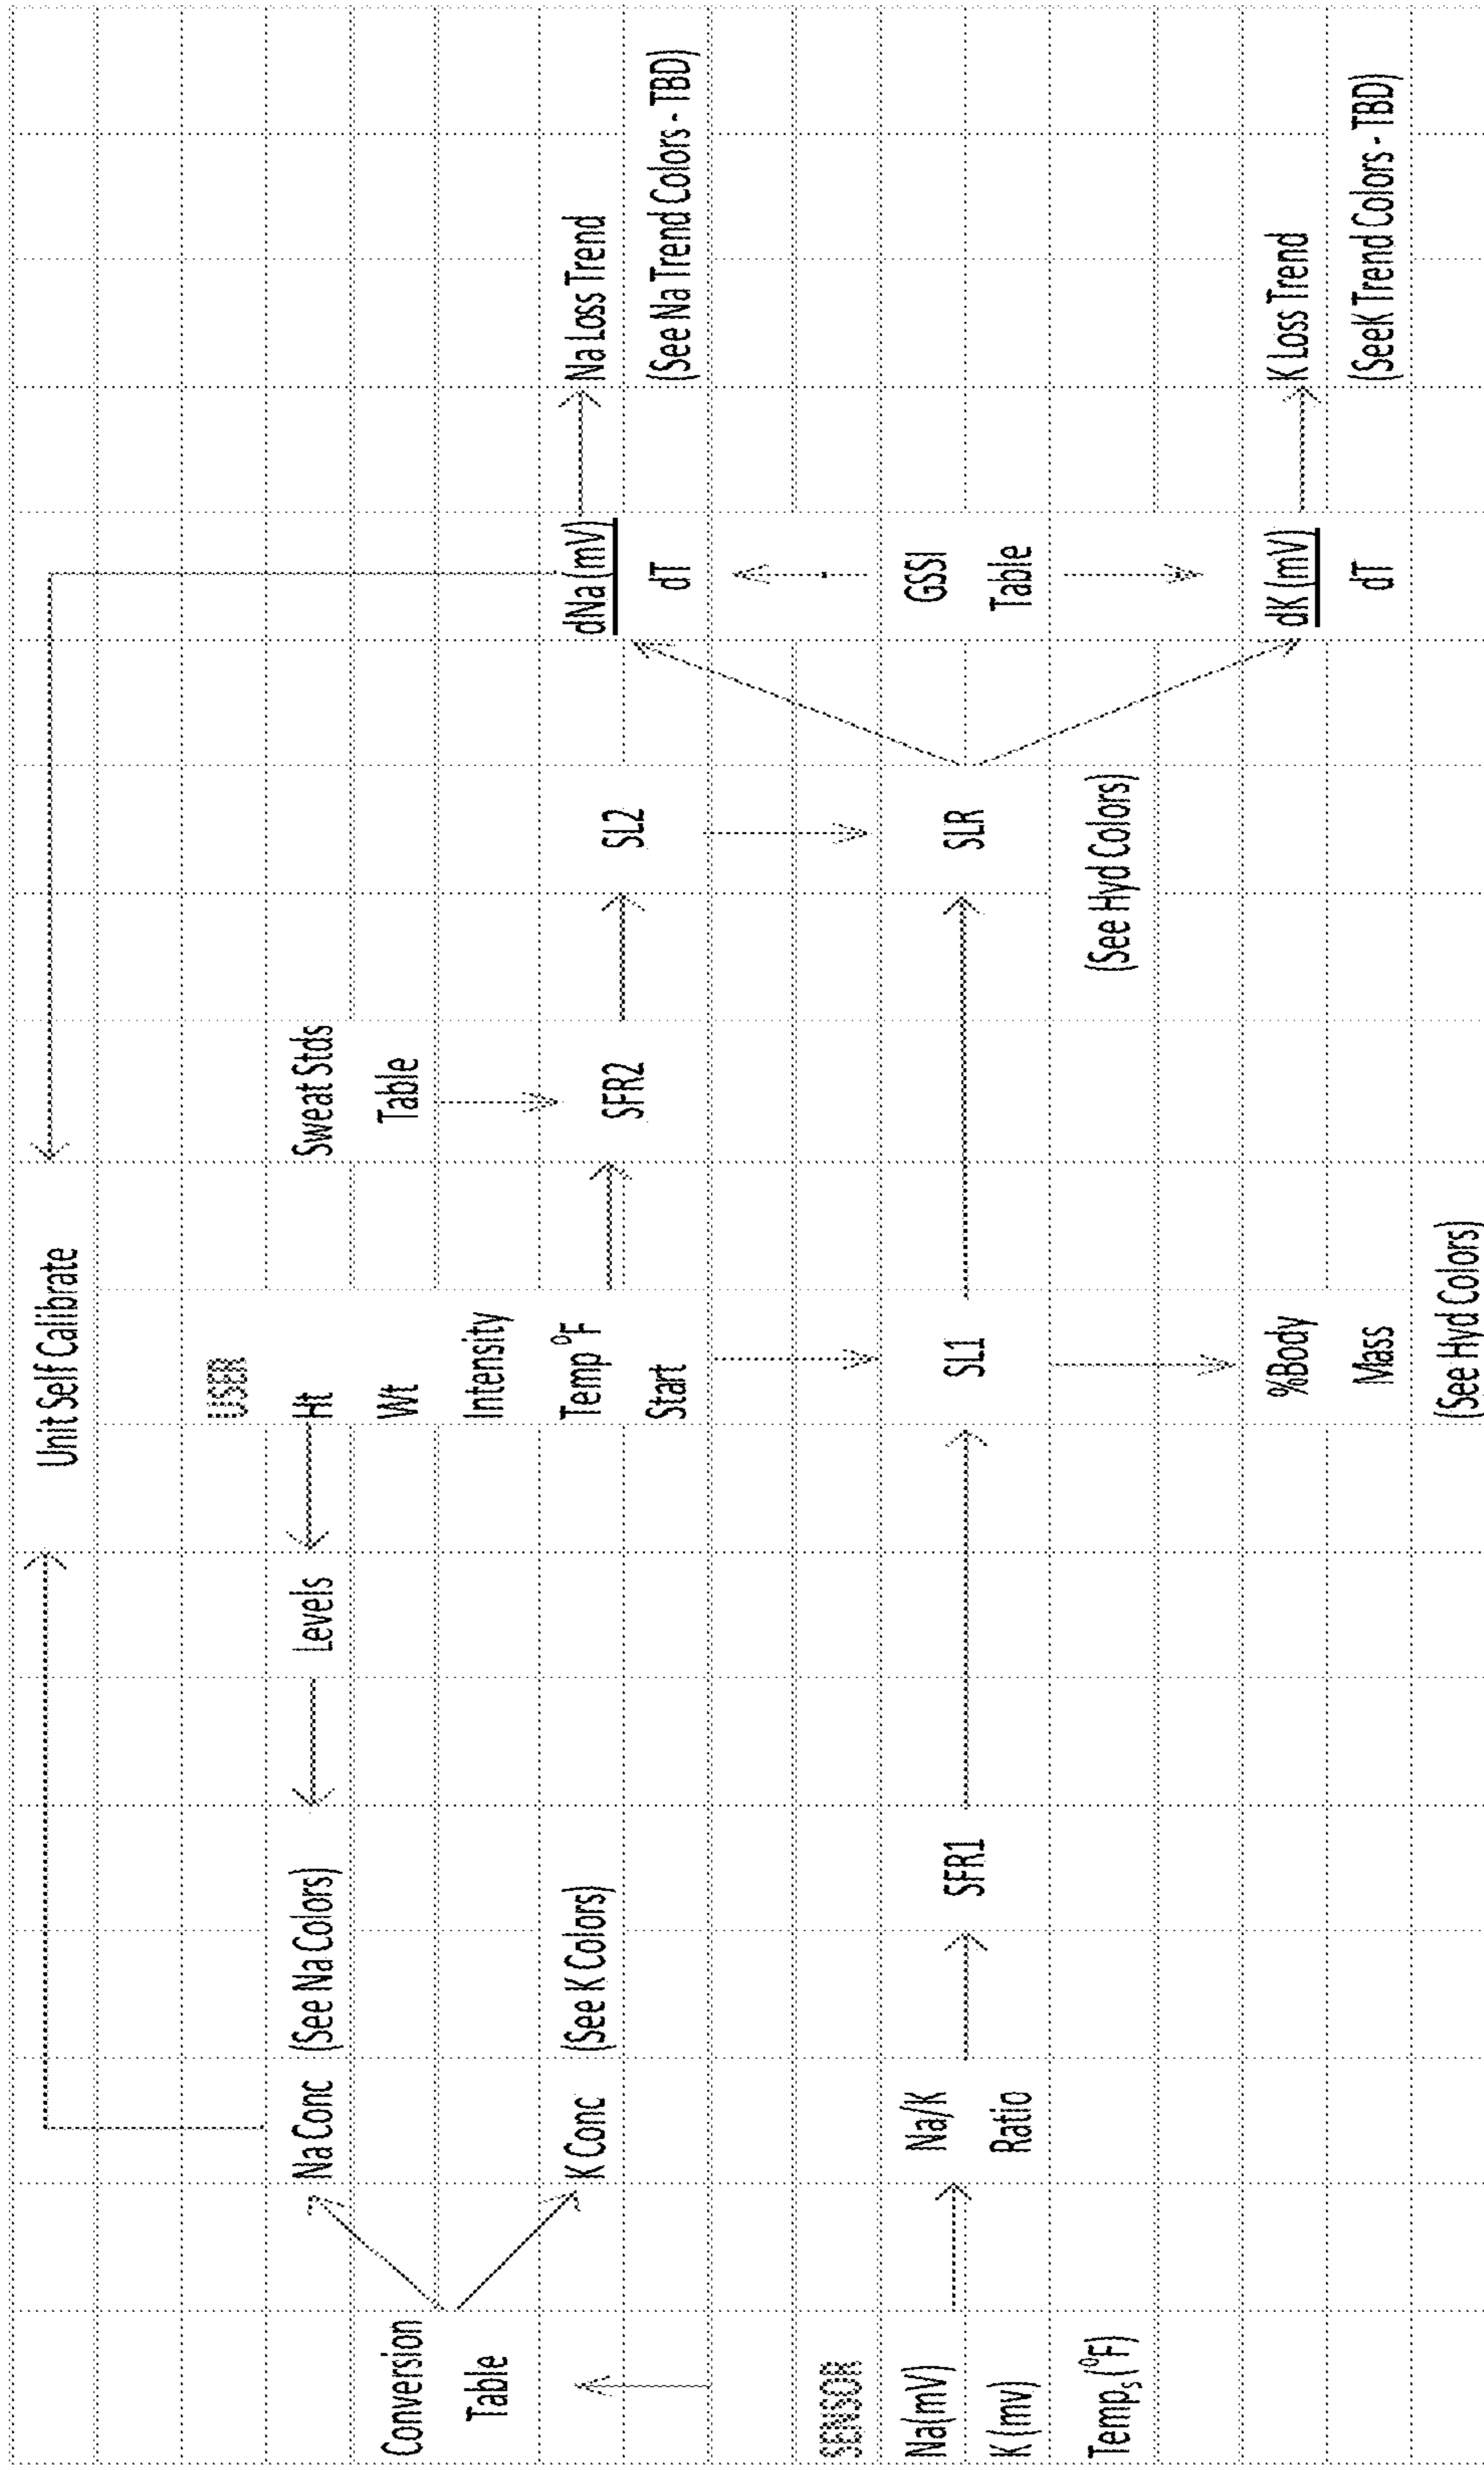 Unit Self Calibrate
USER
Ht
Wt
Intensity
Temp °F
Start
Levels
Na Conc (See Na Colors)
K Conc (See K Colors)
Conversion
Table
Sweat Stds
Table
SFR2
SL2
dNa (mV)
dT
Na Loss Trend
(See Na Trend Colors - TBD)
SENSOR
Na(mV)
K (mv)
Temps (°F)
Na/K
Ratio
SFR1
SL1
SLR
(See Hyd Colors)
GSSI
Table
%Body
Mass
(See Hyd Colors)
dK (mV)
dT
K Loss Trend
(SeeK Trend Colors - TBD)